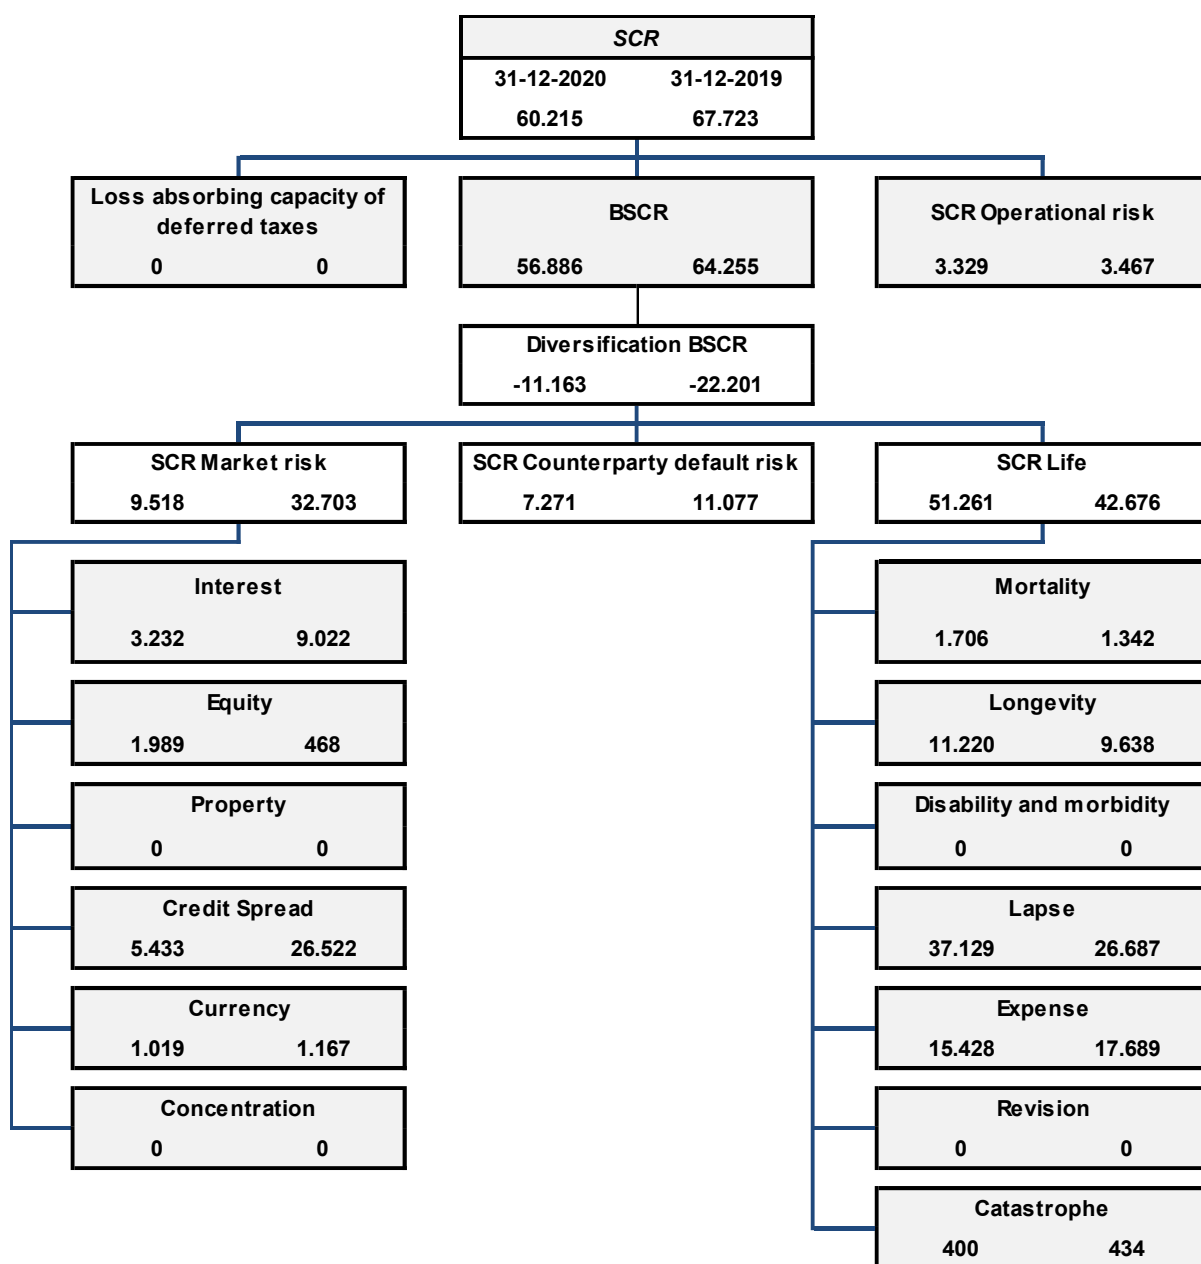 SCR
31-12-2020 31-12-2019
60.215 67.723
Loss absorbing capacity of
deferred taxes
0 0
BSCR
56.886 64.255
SCR Operational risk
3.329 3.467
Diversification BSCR
-11.163 -22.201
SCR Market risk
9.518 32.703
SCR Counterparty default risk
7.271 11.077
SCR Life
51.261 42.676
Interest
3.232 9.022
Equity
1.989 468
Property
0 0
Credit Spread
5.433 26.522
Currency
1.019 1.167
Concentration
0 0
Mortality
1.706 1.342
Longevity
11.220 9.638
Disability and morbidity
0 0
Lapse
37.129 26.687
Expense
15.428 17.689
Revision
0 0
Catastrophe
400 434